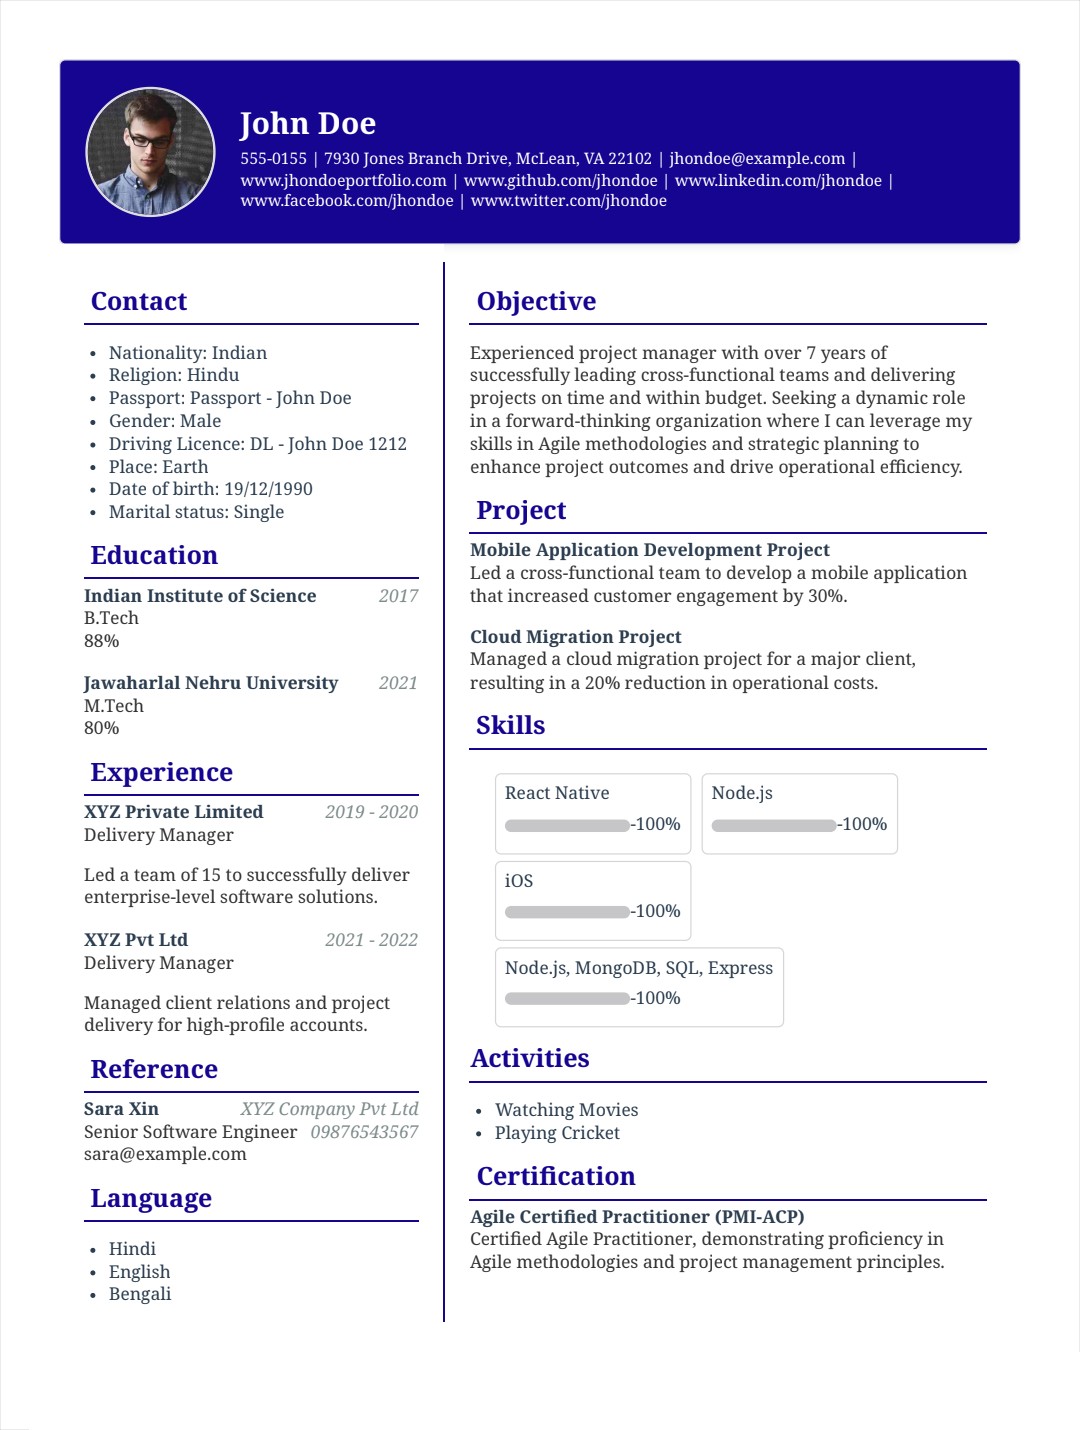 John Doe
555-0155 | 7930 Jones Branch Drive, McLean, VA 22102 | jhondoe@example.com |
www.jhondoeportfolio.com | www.github.com/jhondoe | www.linkedin.com/jhondoe |
www.facebook.com/jhondoe | www.twitter.com/jhondoe
Contact
• Nationality: Indian
• Religion: Hindu
• Passport: Passport - John Doe
• Gender: Male
• Driving Licence: DL - John Doe 1212
• Place: Earth
• Date of birth: 19/12/1990
• Marital status: Single
Education
Indian Institute of Science 2017
B.Tech
88%
Jawaharlal Nehru University 2021
M.Tech
80%
Experience
XYZ Private Limited 2019 - 2020
Delivery Manager
Led a team of 15 to successfully deliver
enterprise-level software solutions.
XYZ Pvt Ltd 2021 - 2022
Delivery Manager
Managed client relations and project
delivery for high-profile accounts.
Reference
Sara Xin XYZ Company Pvt Ltd
Senior Software Engineer 09876543567
sara@example.com
Language
• Hindi
• English
• Bengali
Objective
Experienced project manager with over 7 years of
successfully leading cross-functional teams and delivering
projects on time and within budget. Seeking a dynamic role
in a forward-thinking organization where I can leverage my
skills in Agile methodologies and strategic planning to
enhance project outcomes and drive operational efficiency.
Project
Mobile Application Development Project
Led a cross-functional team to develop a mobile application
that increased customer engagement by 30%.
Cloud Migration Project
Managed a cloud migration project for a major client,
resulting in a 20% reduction in operational costs.
Skills
React Native
-100%
Node.js
-100%
iOS
-100%
Node.js, MongoDB, SQL, Express
-100%
Activities
• Watching Movies
• Playing Cricket
Certification
Agile Certified Practitioner (PMI-ACP)
Certified Agile Practitioner, demonstrating proficiency in
Agile methodologies and project management principles.